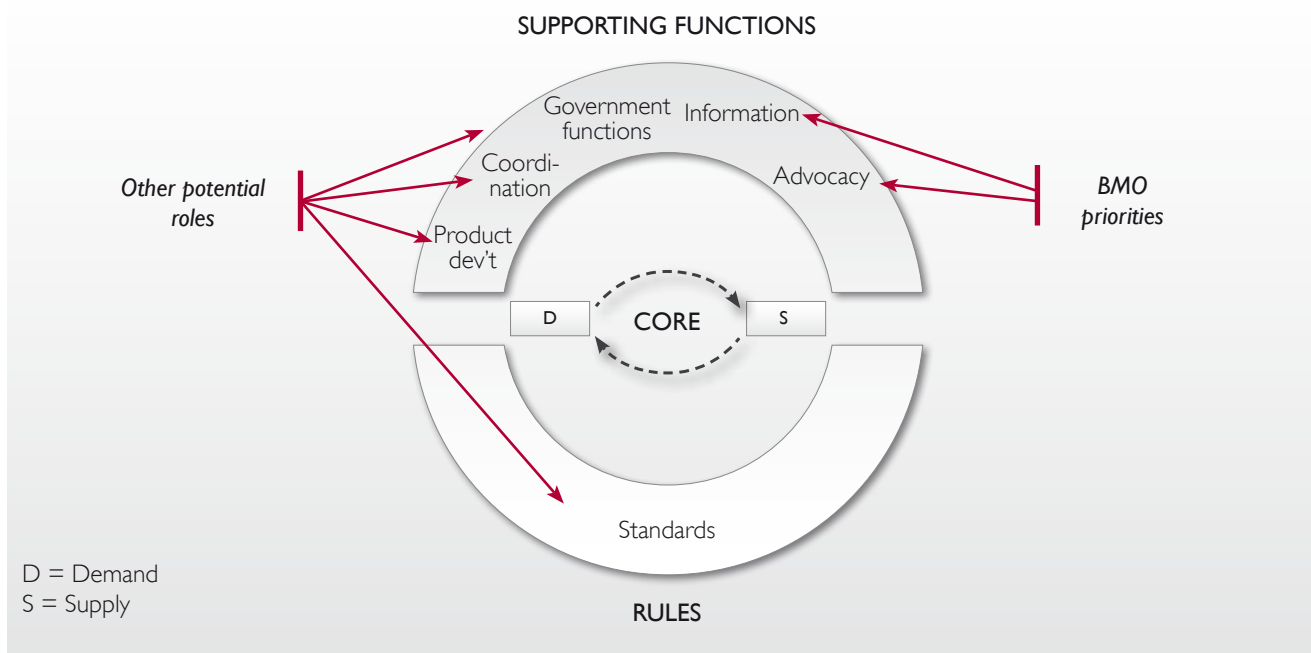 SUPPORTING FUNCTIONS
Government
functions
Information
Coordi-
nation
Advocacy
Other potential
roles
BMO
priorities
Product
dev't
D
CORE
S
Standards
D = Demand
S = Supply
RULES